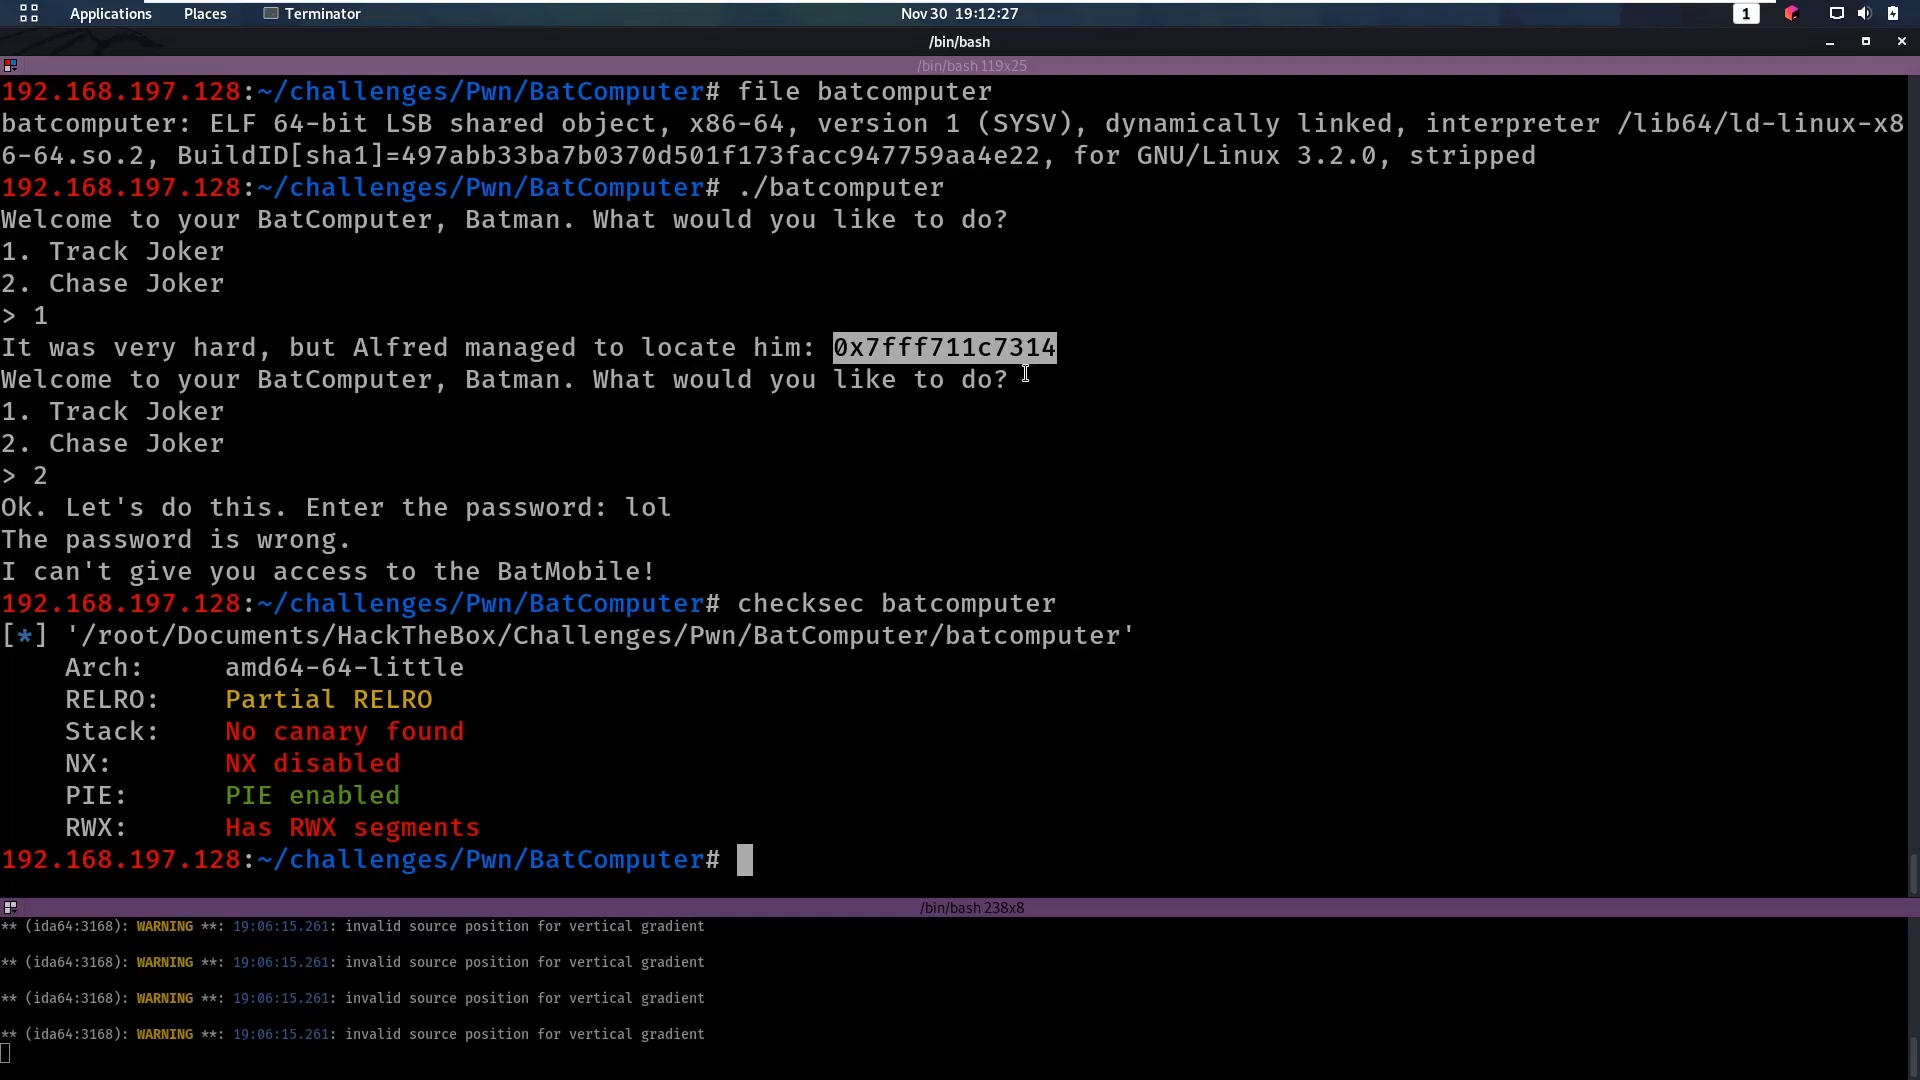 Applications Places Terminator Nov 30 19:12:27 1
/bin/bash
/bin/bash 119x25
192.168.197.128:~/challenges/Pwn/BatComputer# file batcomputer
batcomputer: ELF 64-bit LSB shared object, x86-64, version 1 (SYSV), dynamically linked, interpreter /lib64/ld-linux-x8
6-64.so.2, BuildID[sha1]=497abb33ba7b0370d501f173facc947759aa4e22, for GNU/Linux 3.2.0, stripped
192.168.197.128:~/challenges/Pwn/BatComputer# ./batcomputer
Welcome to your BatComputer, Batman. What would you like to do?
1. Track Joker
2. Chase Joker
> 1
It was very hard, but Alfred managed to locate him: 0x7fff711c7314
Welcome to your BatComputer, Batman. What would you like to do?
1. Track Joker
2. Chase Joker
> 2
Ok. Let's do this. Enter the password: lol
The password is wrong.
I can't give you access to the BatMobile!
192.168.197.128:~/challenges/Pwn/BatComputer# checksec batcomputer
[*] '/root/Documents/HackTheBox/Challenges/Pwn/BatComputer/batcomputer'
Arch: amd64-64-little
RELRO: Partial RELRO
Stack: No canary found
NX: NX disabled
PIE: PIE enabled
RWX: Has RWX segments
192.168.197.128:~/challenges/Pwn/BatComputer#
/bin/bash 238x8
** (ida64:3168): WARNING **: 19:06:15.261: invalid source position for vertical gradient
** (ida64:3168): WARNING **: 19:06:15.261: invalid source position for vertical gradient
** (ida64:3168): WARNING **: 19:06:15.261: invalid source position for vertical gradient
** (ida64:3168): WARNING **: 19:06:15.261: invalid source position for vertical gradient